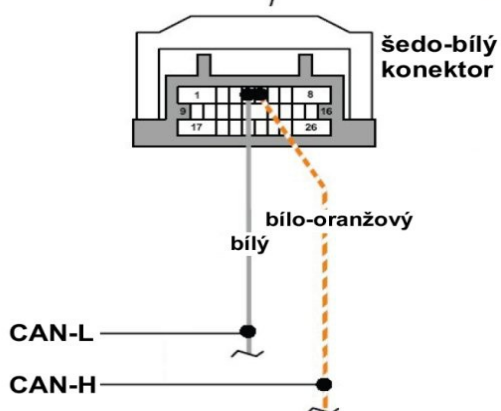 šedo-bílý
konektor
1 8
9 16
17 26
bílo-oranžový
bílý
CAN-L
CAN-H